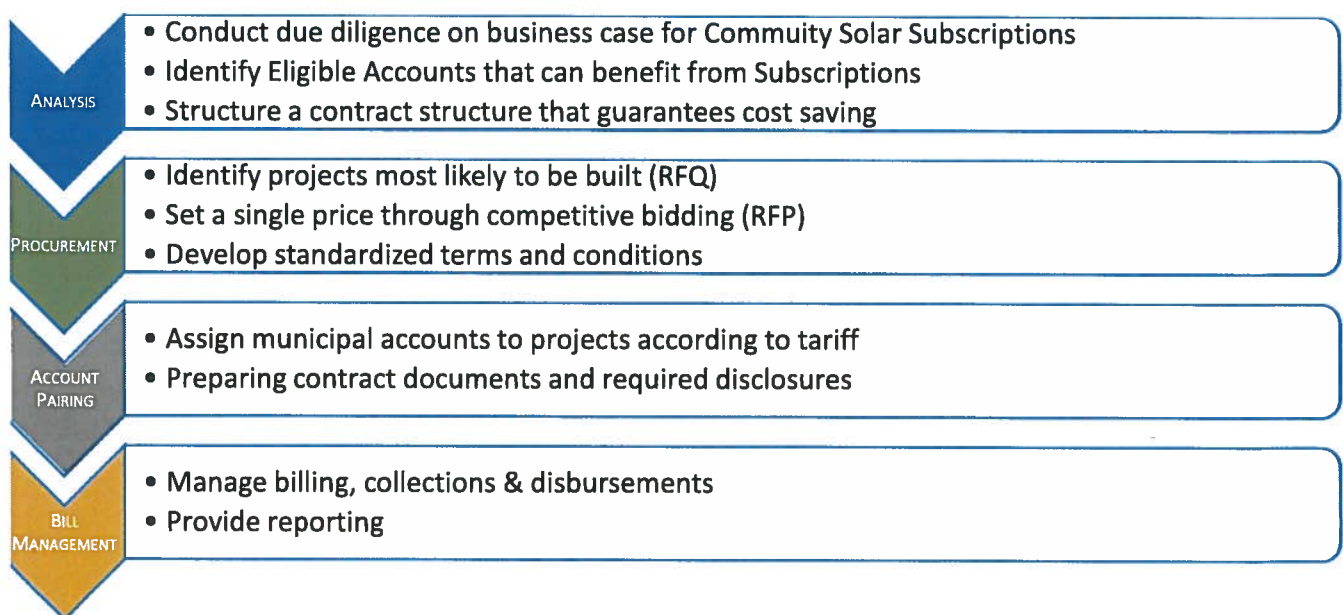 • Conduct due diligence on business case for Commuity Solar Subscriptions
• Identify Eligible Accounts that can benefit from Subscriptions
ANALYSIS
• Structure a contract structure that guarantees cost saving
• Identify projects most likely to be built (RFQ)
• Set a single price through competitive bidding (RFP)
PROCUREMENT
• Develop standardized terms and conditions
• Assign municipal accounts to projects according to tariff
ACCOUNT
PAIRING
• Preparing contract documents and required disclosures
• Manage billing, collections & disbursements
• Provide reporting
BILL
MANAGEMENT